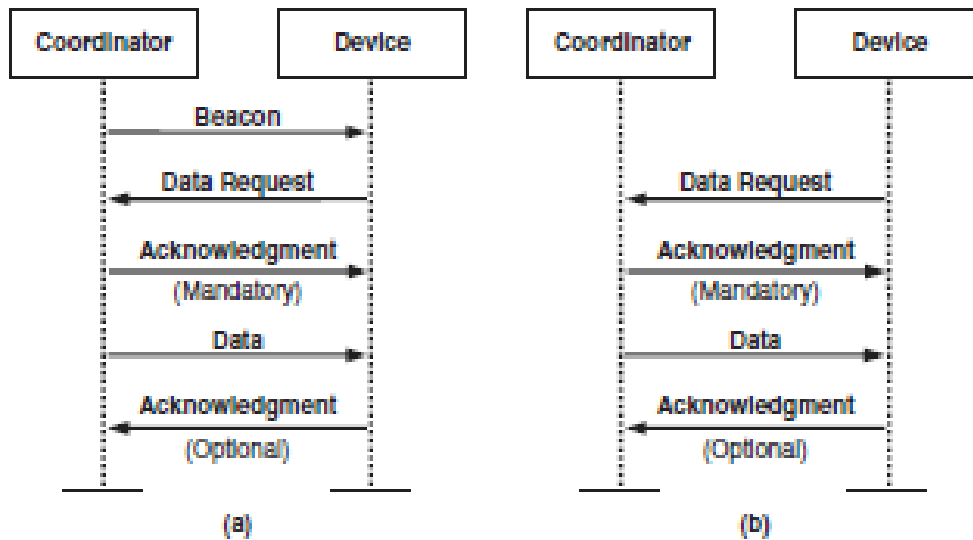 Coordinator Device Coordinator Device
Beacon
Data Request Data Request
Acknowledgment Acknowledgment
(Mandatory) (Mandatory)
Data Data
Acknowledgment Acknowledgment
(Optional) (Optional)
(a) (b)